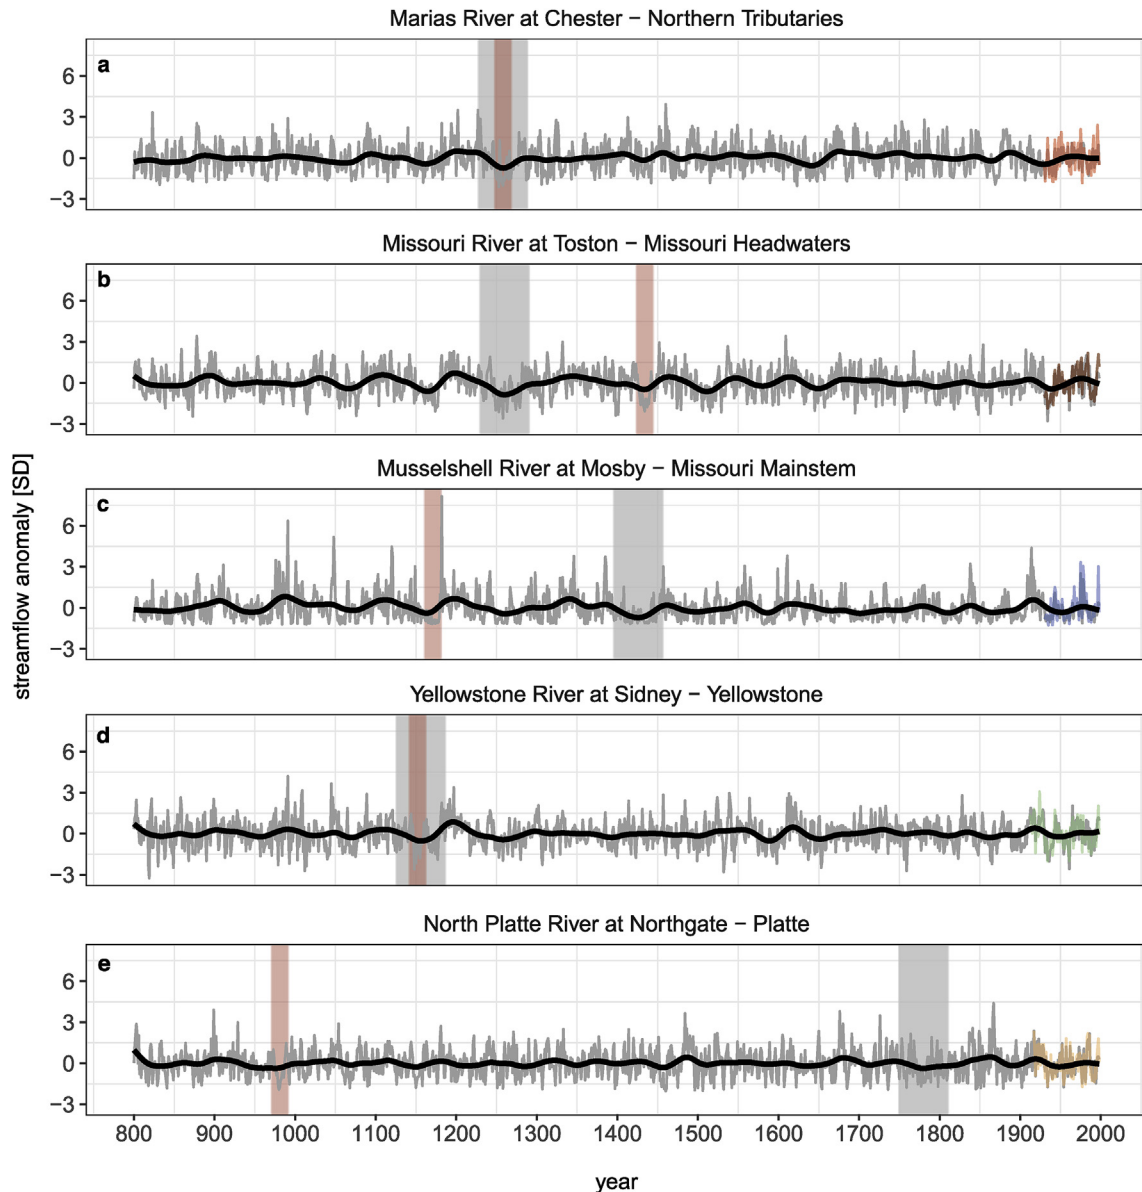 Marias River at Chester − Northern Tributaries
a
6
3
0
−3
Missouri River at Toston − Missouri Headwaters
b
6
3
0
−3
Musselshell River at Mosby − Missouri Mainstem
c
6
3
0
−3
streamflow anomaly [SD]
Yellowstone River at Sidney − Yellowstone
d
6
3
0
−3
North Platte River at Northgate − Platte
e
6
3
0
−3
800 900 1000 1100 1200 1300 1400 1500 1600 1700 1800 1900 2000
year